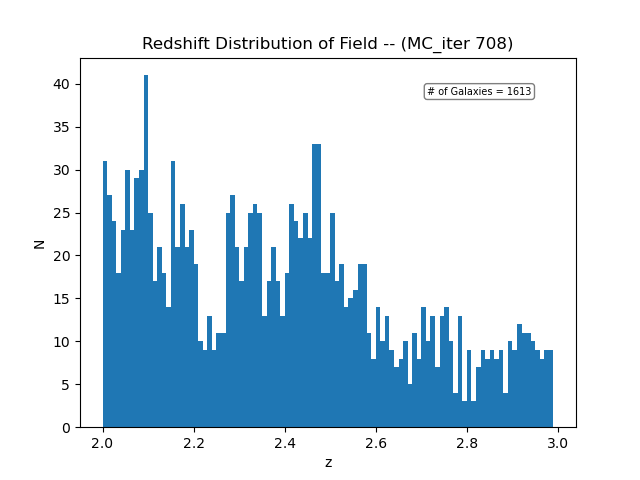 Redshift Distribution of Field -- (MC_iter 708)
# of Galaxies = 1613
40
35
30
25
20
15
10
5
0
N
2.0 2.2 2.4 2.6 2.8 3.0
z